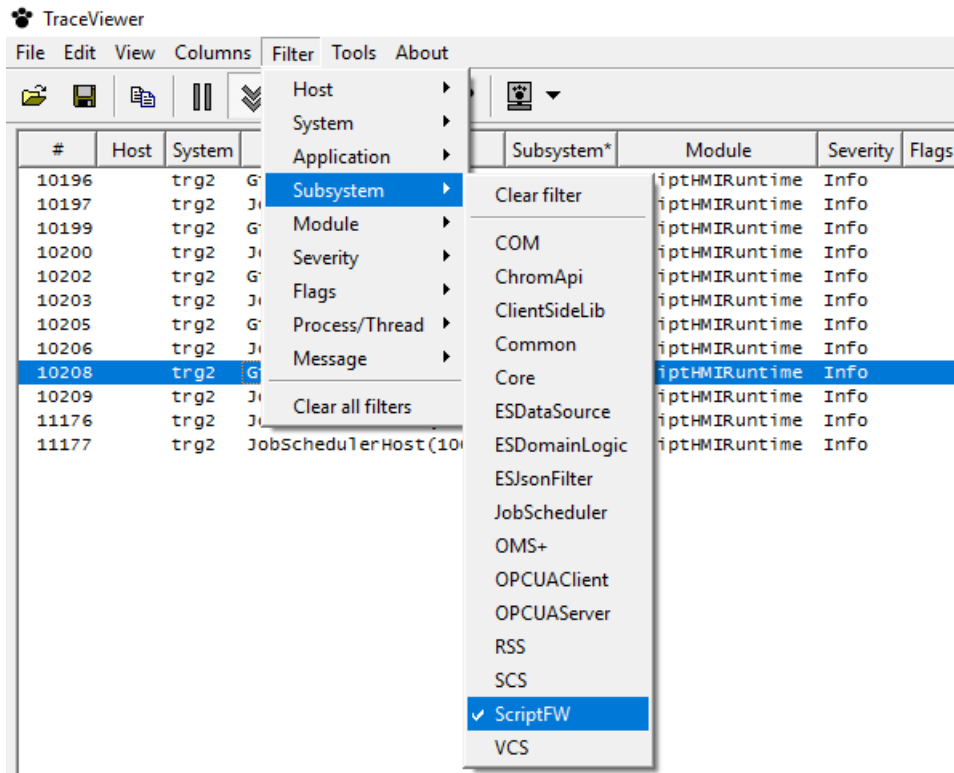 TraceViewer
File Edit View Columns Filter Tools About
Host
System
Application
Subsystem
Module
Severity
Flags
Process/Thread
Message
Clear all filters
Clear filter
COM
ChromApi
ClientSideLib
Common
Core
ESDataSource
ESDomainLogic
ESJsonFilter
JobScheduler
OMS+
OPCUAClient
OPCUAServer
RSS
SCS
ScriptFW
VCS
# Host System Subsystem* Module Severity Flags
10196 trg2 iptHMIRuntime Info
10197 trg2 iptHMIRuntime Info
10199 trg2 iptHMIRuntime Info
10200 trg2 iptHMIRuntime Info
10202 trg2 iptHMIRuntime Info
10203 trg2 iptHMIRuntime Info
10205 trg2 iptHMIRuntime Info
10206 trg2 iptHMIRuntime Info
10208 trg2 iptHMIRuntime Info
10209 trg2 iptHMIRuntime Info
11176 trg2 iptHMIRuntime Info
11177 trg2 JobSchedulerHost(10 iptHMIRuntime Info